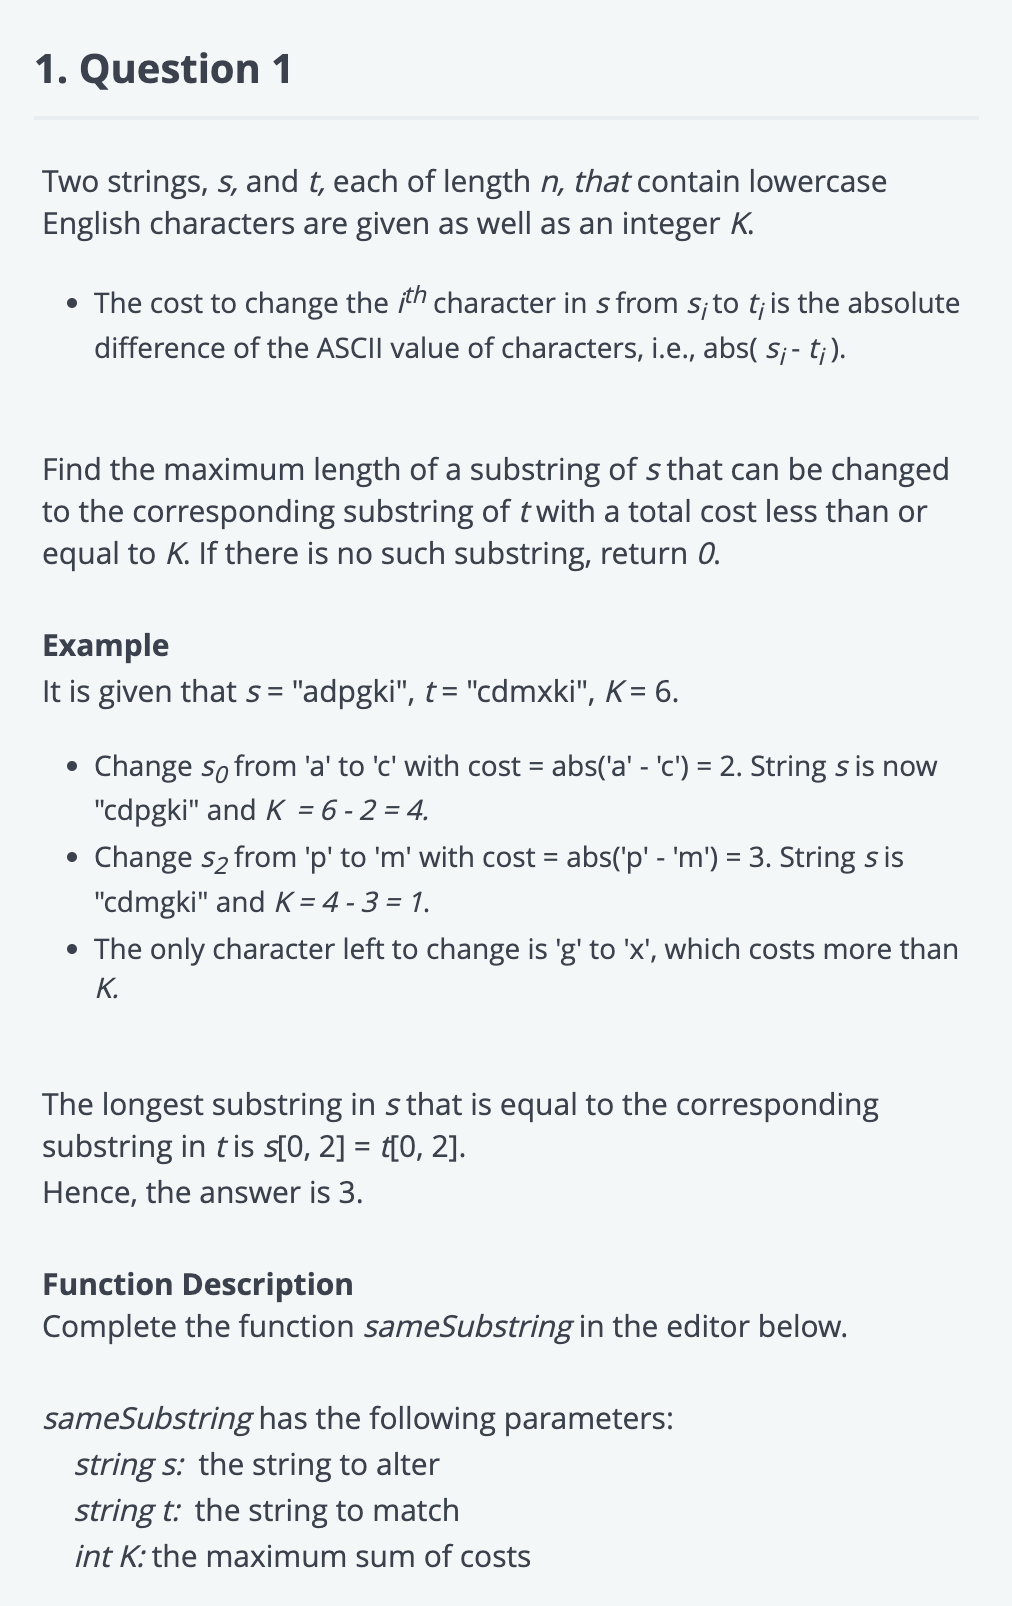 1. Question 1
Two strings, s, and t, each of length n, that contain lowercase
English characters are given as well as an integer K.
• The cost to change the ith character in s from si to ti is the absolute
difference of the ASCII value of characters, i.e., abs( si - ti ).
Find the maximum length of a substring of s that can be changed
to the corresponding substring of t with a total cost less than or
equal to K. If there is no such substring, return 0.
Example
It is given that s = "adpgki", t = "cdmxki", K = 6.
• Change s0 from 'a' to 'c' with cost = abs('a' - 'c') = 2. String s is now
"cdpgki" and K = 6 - 2 = 4.
• Change s2 from 'p' to 'm' with cost = abs('p' - 'm') = 3. String s is
"cdmgki" and K = 4 - 3 = 1.
• The only character left to change is 'g' to 'x', which costs more than
K.
The longest substring in s that is equal to the corresponding
substring in t is s[0, 2] = t[0, 2].
Hence, the answer is 3.
Function Description
Complete the function sameSubstring in the editor below.
sameSubstring has the following parameters:
string s: the string to alter
string t: the string to match
int K: the maximum sum of costs